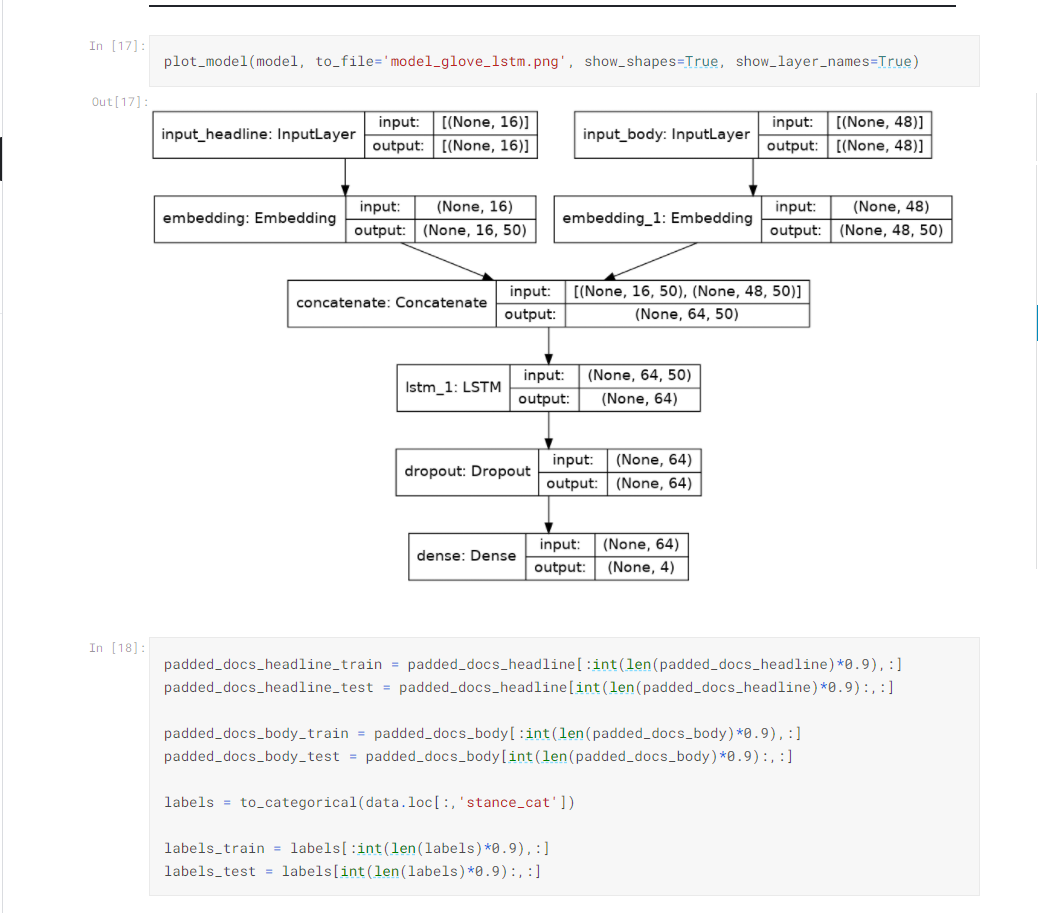 In [17]:
plot_model(model, to_file='model_glove_lstm.png', show_shapes=True, show_layer_names=True)
Out[17]:
input_headline: InputLayer input: [(None, 16)]
output: [(None, 16)]
input_body: InputLayer input: [(None, 48)]
output: [(None, 48)]
embedding: Embedding input: (None, 16)
output: (None, 16, 50)
embedding_1: Embedding input: (None, 48)
output: (None, 48, 50)
concatenate: Concatenate input: [(None, 16, 50), (None, 48, 50)]
output: (None, 64, 50)
lstm_1: LSTM input: (None, 64, 50)
output: (None, 64)
dropout: Dropout input: (None, 64)
output: (None, 64)
dense: Dense input: (None, 64)
output: (None, 4)
In [18]:
padded_docs_headline_train = padded_docs_headline[:int(len(padded_docs_headline)*0.9),:]
padded_docs_headline_test = padded_docs_headline[int(len(padded_docs_headline)*0.9):,:]
padded_docs_body_train = padded_docs_body[:int(len(padded_docs_body)*0.9),:]
padded_docs_body_test = padded_docs_body[int(len(padded_docs_body)*0.9):,:]
labels = to_categorical(data.loc[:,'stance_cat'])
labels_train = labels[:int(len(labels)*0.9),:]
labels_test = labels[int(len(labels)*0.9):,:]